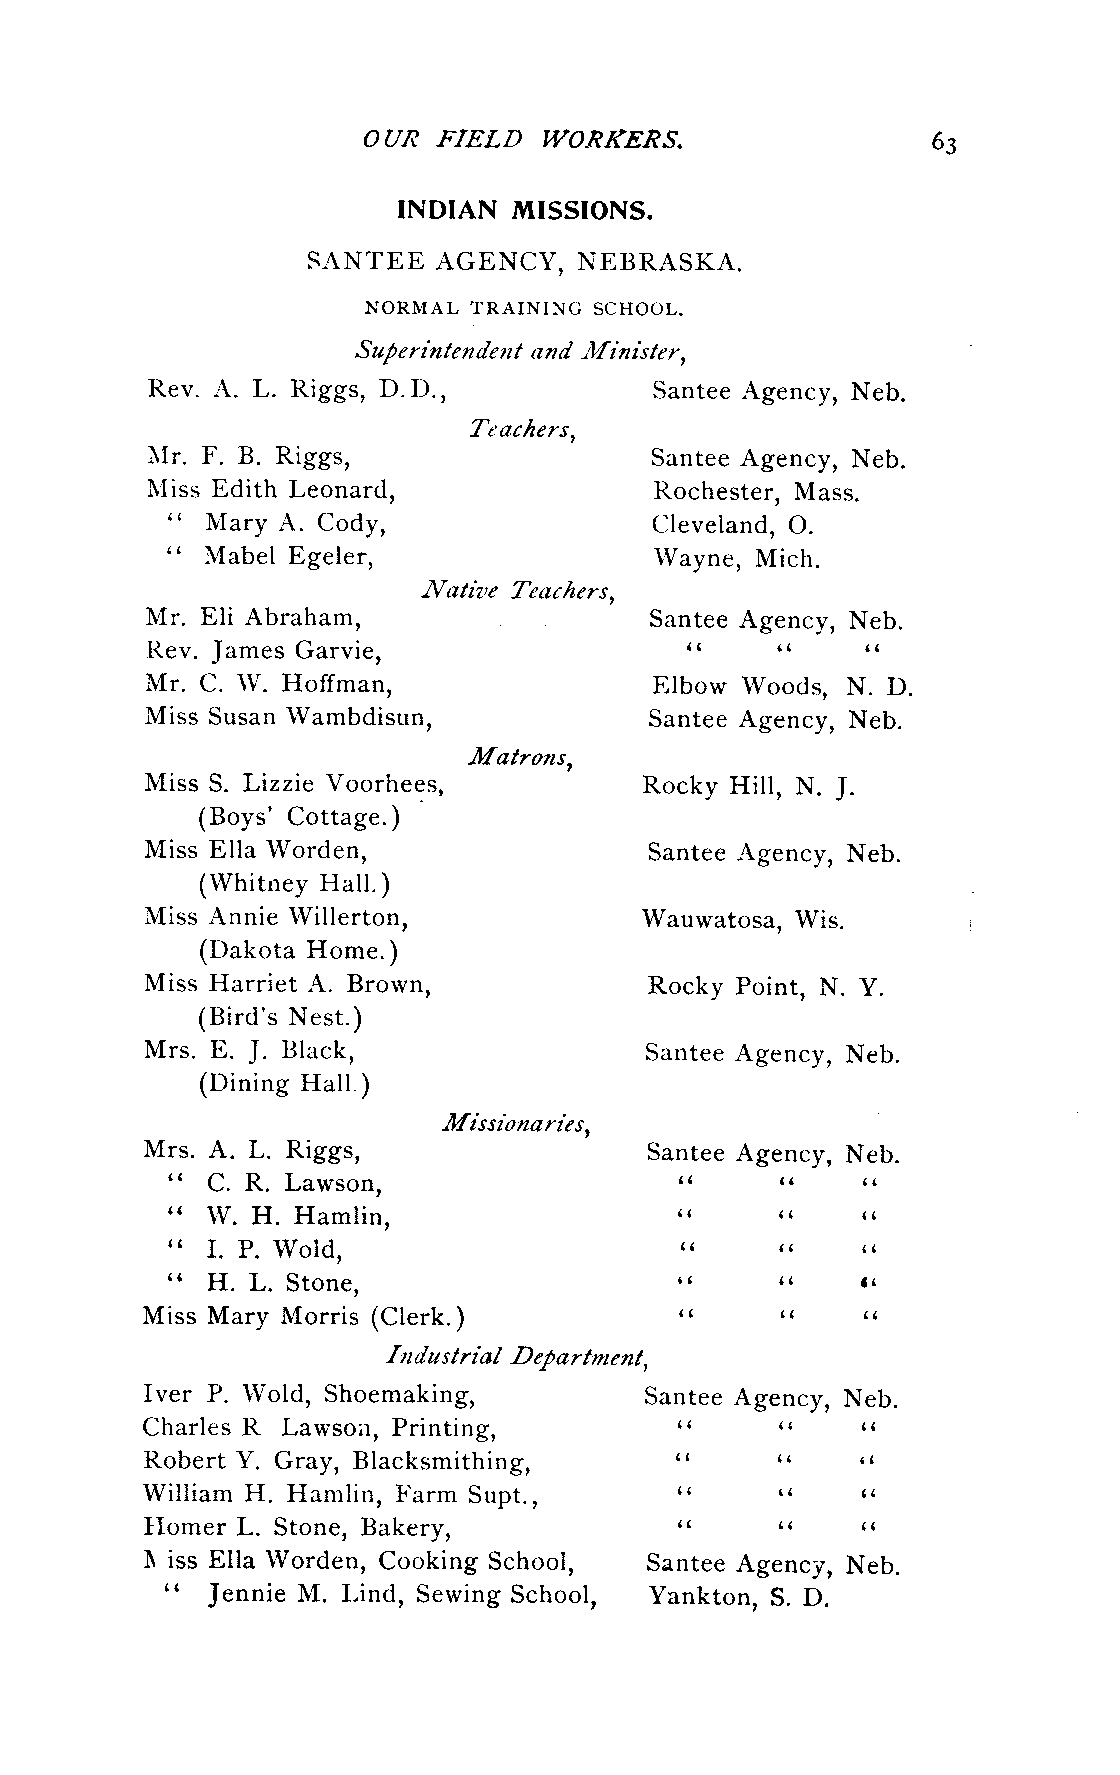 OUR FIELD WORKERS. 63
INDIAN MISSIONS.
SANTEE AGENCY, NEBRASKA.
NORMAL TRAINING SCHOOL.
Superintendent and Minister,
Rev. A. L. Riggs, D.D., Santee Agency, Neb.
Teachers,
Mr. F. B. Riggs, Santee Agency, Neb.
Miss Edith Leonard, Rochester, Mass.
“ Mary A. Cody, Cleveland, O.
“ Mabel Egeler, Wayne, Mich.
Native Teachers,
Mr. Eli Abraham, Santee Agency, Neb.
Rev. James Garvie, “ “ “
Mr. C. W. Hoffman, Elbow Woods, N. D.
Miss Susan Wambdisun, Santee Agency, Neb.
Matrons,
Miss S. Lizzie Voorhees, Rocky Hill, N. J.
(Boys' Cottage.)
Miss Ella Worden, Santee Agency, Neb.
(Whitney Hall.)
Miss Annie Willerton, Wauwatosa, Wis.
(Dakota Home.)
Miss Harriet A. Brown, Rocky Point, N. Y.
(Bird's Nest.)
Mrs. E. J. Black, Santee Agency, Neb.
(Dining Hall.)
Missionaries,
Mrs. A. L. Riggs, Santee Agency, Neb.
“ C. R. Lawson, “ “ “
“ W. H. Hamlin, “ “ “
“ I. P. Wold, “ “ “
“ H. L. Stone, “ “ “
Miss Mary Morris (Clerk.) “ “ “
Industrial Department,
Iver P. Wold, Shoemaking, Santee Agency, Neb.
Charles R Lawson, Printing, “ “ “
Robert Y. Gray, Blacksmithing, “ “ “
William H. Hamlin, Farm Supt., “ “ “
Homer L. Stone, Bakery, “ “ “
Miss Ella Worden, Cooking School, Santee Agency, Neb.
“ Jennie M. Lind, Sewing School, Yankton, S. D.